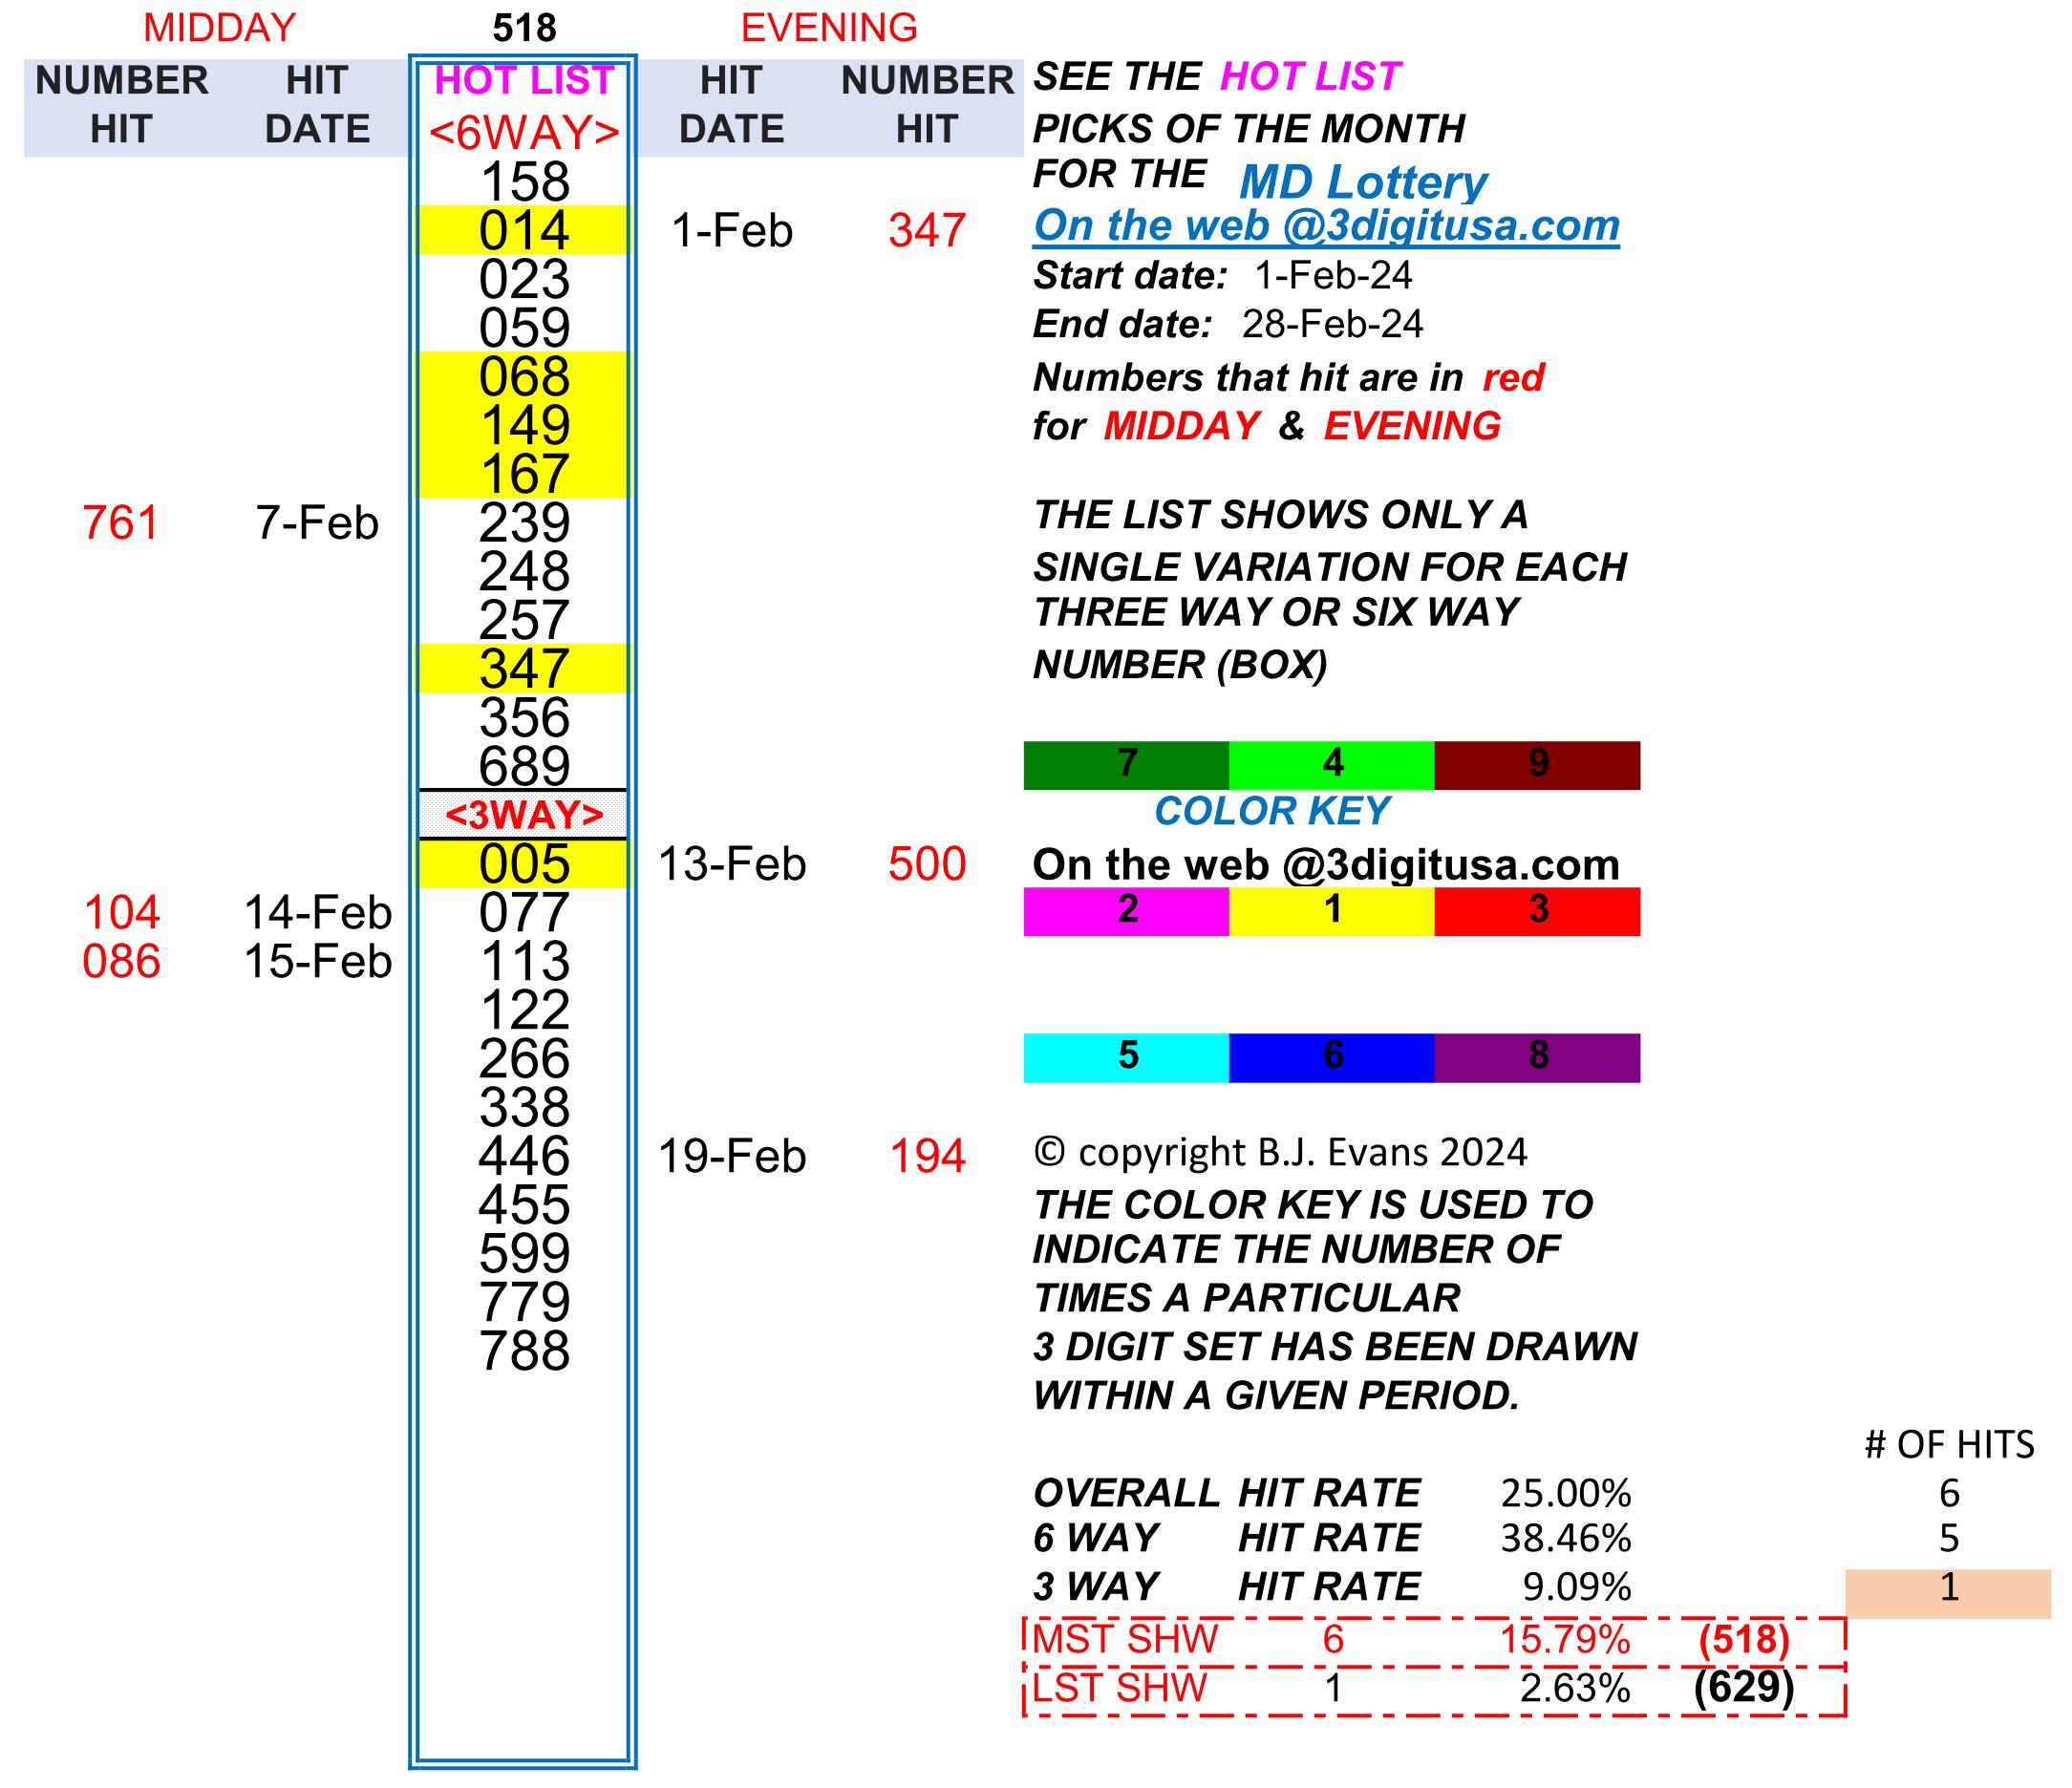 MIDDAY 518 EVENING
NUMBER HIT HOT LIST HIT NUMBER SEE THE HOT LIST
HIT DATE <6WAY> DATE HIT PICKS OF THE MONTH
158 FOR THE MD Lottery
014 1-Feb 347 On the web @3digitusa.com
023 Start date: 1-Feb-24
059 End date: 28-Feb-24
068 Numbers that hit are in red
149 for MIDDAY & EVENING
167
761 7-Feb 239 THE LIST SHOWS ONLY A
248 SINGLE VARIATION FOR EACH
257 THREE WAY OR SIX WAY
347 NUMBER (BOX)
356
689 7 4 9
<3WAY> COLOR KEY
005 13-Feb 500 On the web @3digitusa.com
104 14-Feb 077 2 1 3
086 15-Feb 113
122
266 5 6 8
338
446 19-Feb 194 © copyright B.J. Evans 2024
455 THE COLOR KEY IS USED TO
599 INDICATE THE NUMBER OF
779 TIMES A PARTICULAR
788 3 DIGIT SET HAS BEEN DRAWN
WITHIN A GIVEN PERIOD.
# OF HITS
OVERALL HIT RATE 25.00% 6
6 WAY HIT RATE 38.46% 5
3 WAY HIT RATE 9.09% 1
MST SHW 6 15.79% (518)
LST SHW 1 2.63% (629)